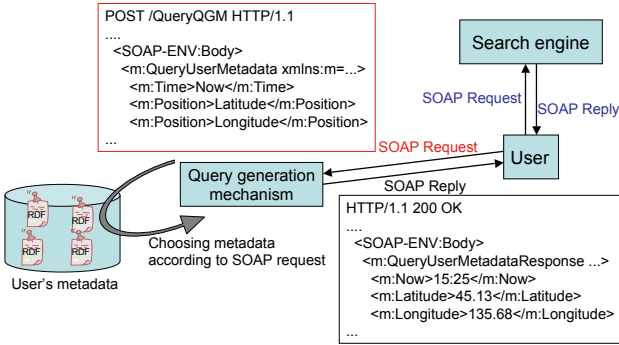 POST /QueryQGM HTTP/1.1
....
<SOAP-ENV:Body>
<m:QueryUserMetadata xmlns:m=...>
<m:Time>Now</m:Time>
<m:Position>Latitude</m:Position>
<m:Position>Longitude</m:Position>
...
Search engine
SOAP Request
SOAP Reply
SOAP Request
User
Query generation
mechanism
SOAP Reply
RDF
RDF
RDF
RDF
User's metadata
Choosing metadata
according to SOAP request
HTTP/1.1 200 OK
....
<SOAP-ENV:Body>
<m:QueryUserMetadataResponse ...>
<m:Now>15:25</m:Now>
<m:Latitude>45.13</m:Latitude>
<m:Longitude>135.68</m:Longitude>
...